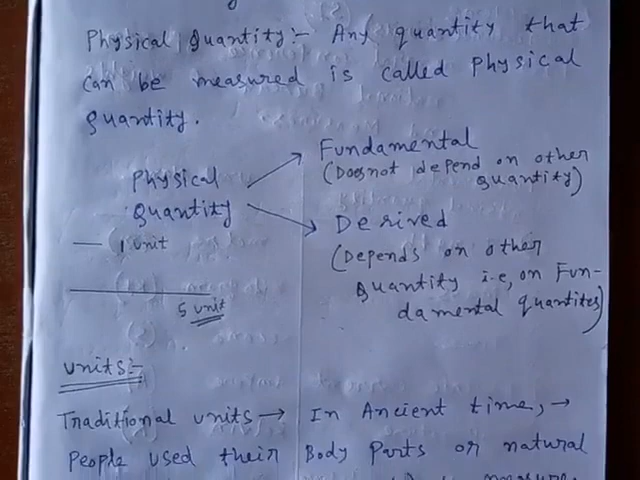 Physical Quantity:- Any quantity that
can be measured is called Physical
Quantity.
Physical Quantity
Fundamental
(Doesnot depend on other
quantity)
Derived
(Depends on other
Quantity i.e, on Fun-
damental quantites)
1 unit
5 unit
units:-
Traditional units → In Ancient time, →
People used their Body Parts or natural